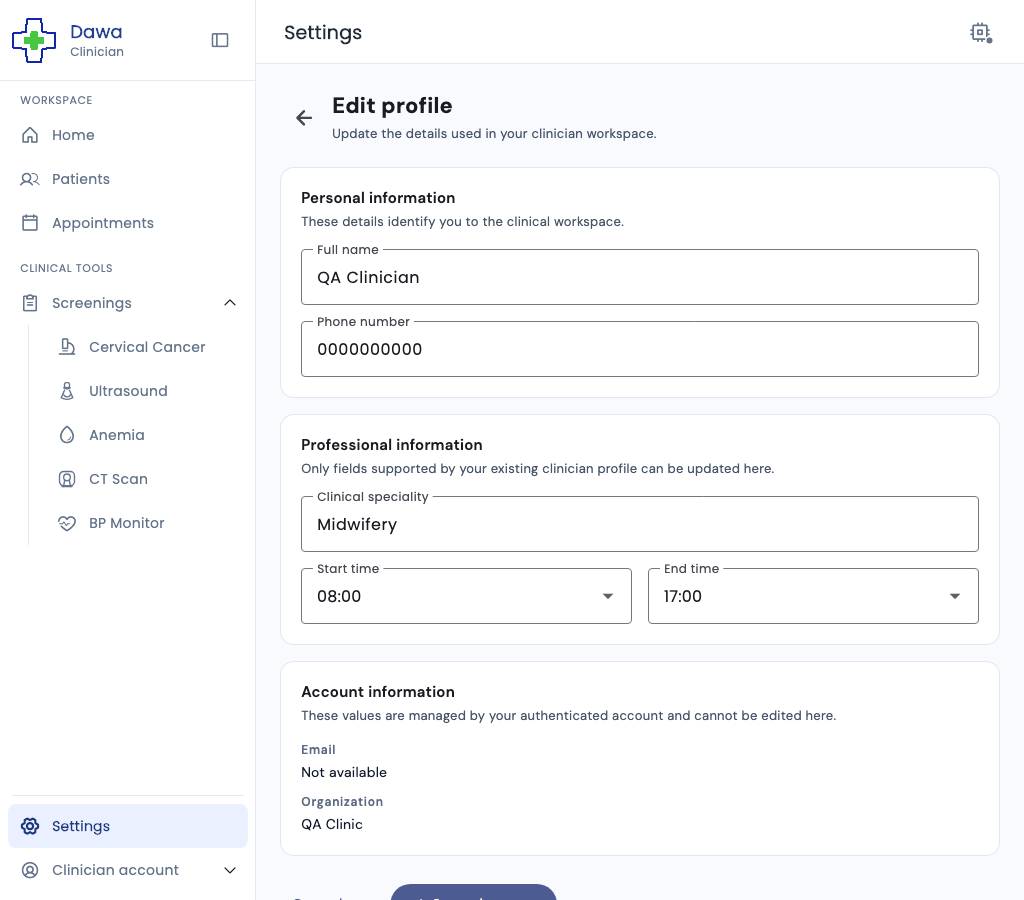 Dawa
Clinician
WORKSPACE
Home
Patients
Appointments
CLINICAL TOOLS
Screenings
Cervical Cancer
Ultrasound
Anemia
CT Scan
BP Monitor
Settings
Clinician account
Settings
Edit profile
Update the details used in your clinician workspace.
Personal information
These details identify you to the clinical workspace.
Full name
QA Clinician
Phone number
0000000000
Professional information
Only fields supported by your existing clinician profile can be updated here.
Clinical speciality
Midwifery
Start time
08:00
End time
17:00
Account information
These values are managed by your authenticated account and cannot be edited here.
Email
Not available
Organization
QA Clinic